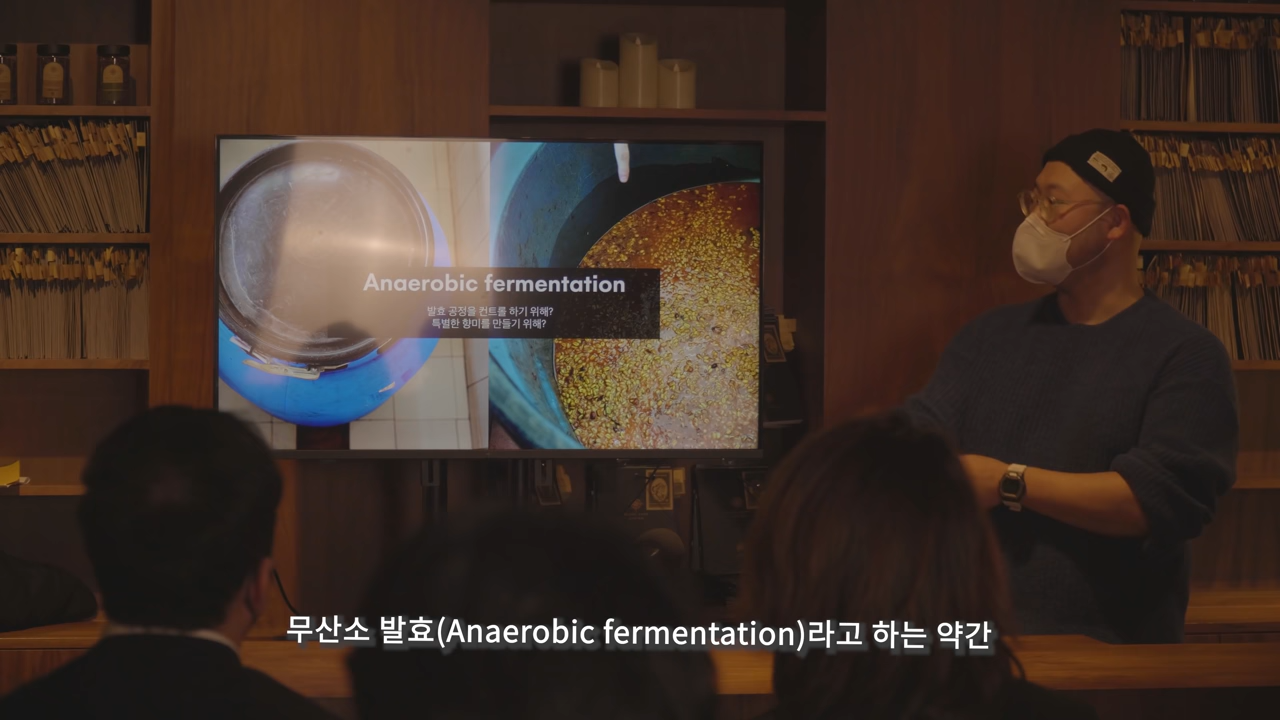 Anaerobic fermentation
발효 공정을 컨트롤 하기 위해?
특별한 향미를 만들기 위해?
무산소 발효(Anaerobic fermentation)라고 하는 약간